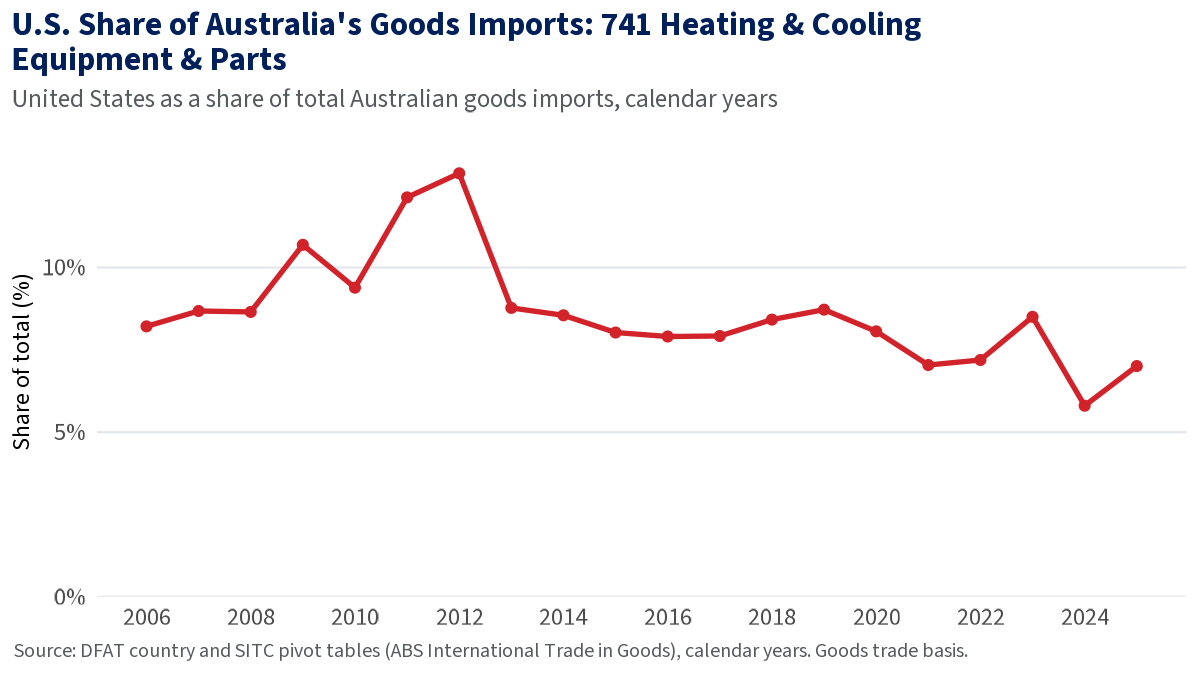 U.S. Share of Australia's Goods Imports: 741 Heating & Cooling
Equipment & Parts
United States as a share of total Australian goods imports, calendar years
Share of total (%)
10%
5%
0%
2006 2008 2010 2012 2014 2016 2018 2020 2022 2024
Source: DFAT country and SITC pivot tables (ABS International Trade in Goods), calendar years. Goods trade basis.